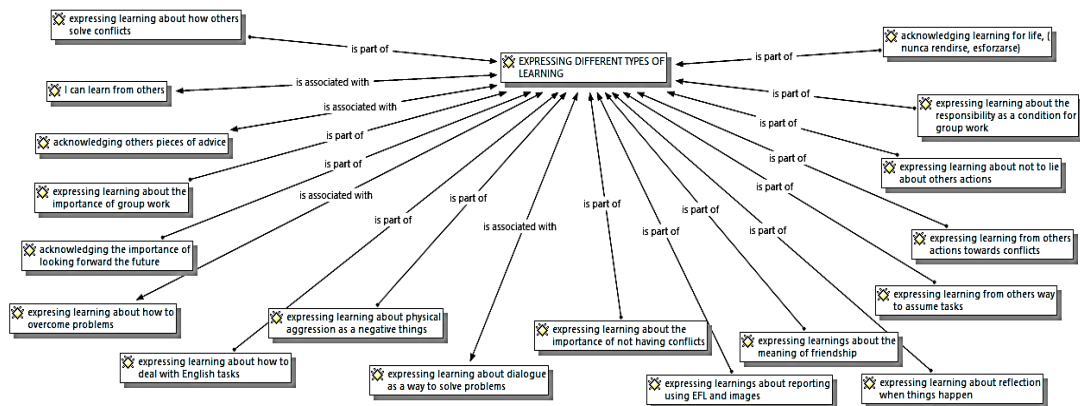 expressing learning about how others
solve conflicts
is part of
EXPRESSING DIFFERENT TYPES OF
LEARNING
is part of
acknowledging learning for life, (
nunca rendirse, esforzarse)
I can learn from others
is associated with
is part of
expressing learning about the
responsibility as a condition for
group work
acknowledging others pieces of advice
is associated with
is part of
expressing learning about not to lie
about others actions
expressing learning about the
importance of group work
is part of
is part of
expressing learning from others
actions towards conflicts
acknowledging the importance of
looking forward the future
is part of
is part of
expressing learning from others way
to assume tasks
expresing learning about how to
overcome problems
is associated with
is part of
is part of
is associated with
is part of
is part of
is part of
is part of
expressing learning about physical
aggression as a negative things
expressing learning about the
importance of not having conflicts
expressing learnings about the
meaning of friendship
expressing learning about how to
deal with English tasks
expressing learning about dialogue
as a way to solve problems
expressing learnings about reporting
using EFL and images
expressing learning about reflection
when things happen